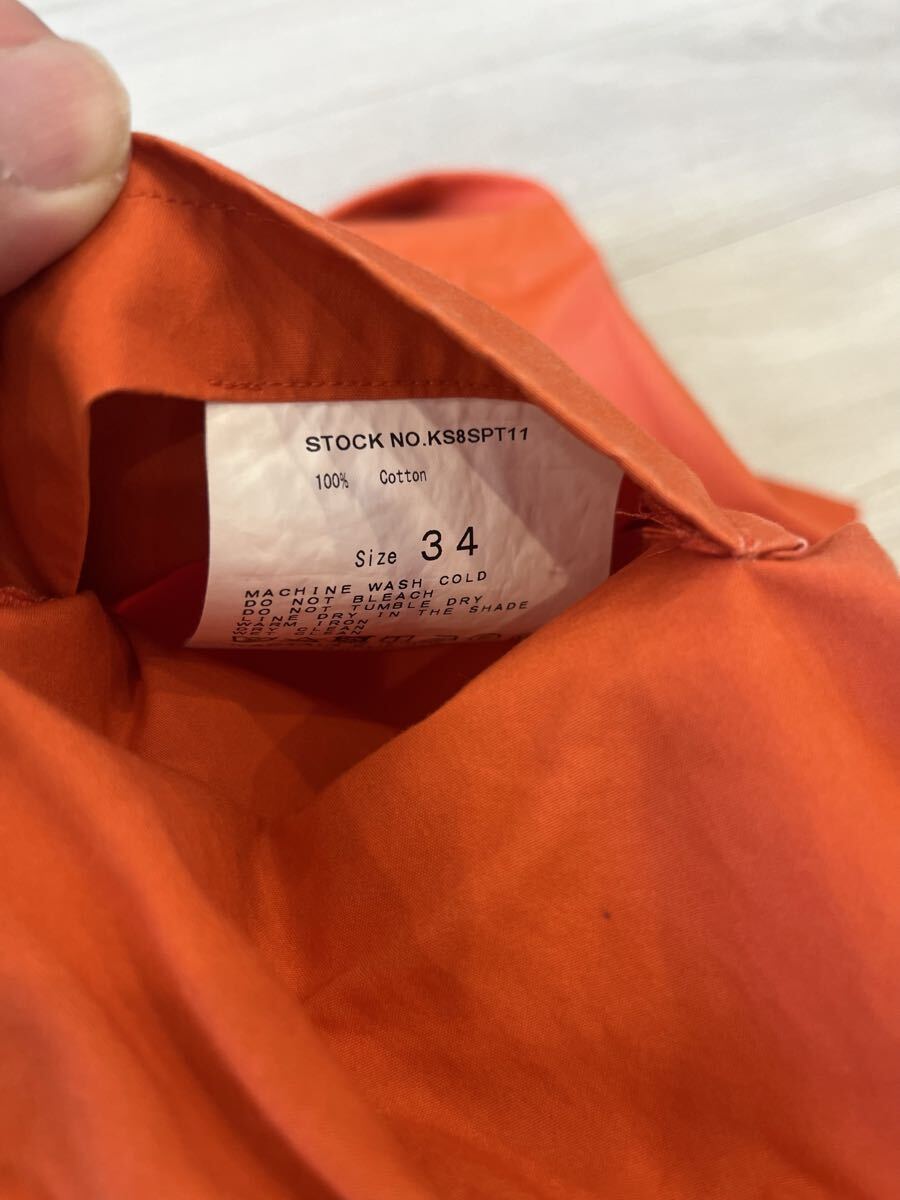 STOCK NO.KS8SPT11
100% Cotton
Size 34
MACHINE WASH COLD
DO NOT BLEACH
DO NOT TUMBLE DRY
LINE DRY IN THE SHADE
WARM IRON